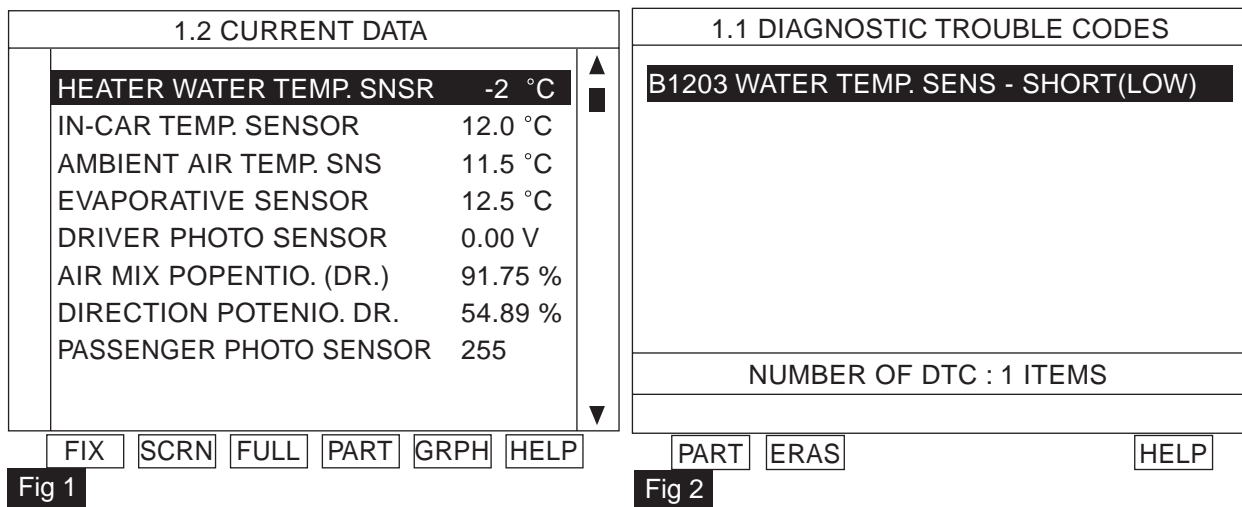 1.2 CURRENT DATA
HEATER WATER TEMP. SNSR -2 °C
IN-CAR TEMP. SENSOR 12.0 °C
AMBIENT AIR TEMP. SNS 11.5 °C
EVAPORATIVE SENSOR 12.5 °C
DRIVER PHOTO SENSOR 0.00 V
AIR MIX POPENTIO. (DR.) 91.75 %
DIRECTION POTENIO. DR. 54.89 %
PASSENGER PHOTO SENSOR 255
FIX SCRN FULL PART GRPH HELP
Fig 1
1.1 DIAGNOSTIC TROUBLE CODES
B1203 WATER TEMP. SENS - SHORT(LOW)
NUMBER OF DTC : 1 ITEMS
PART ERAS HELP
Fig 2